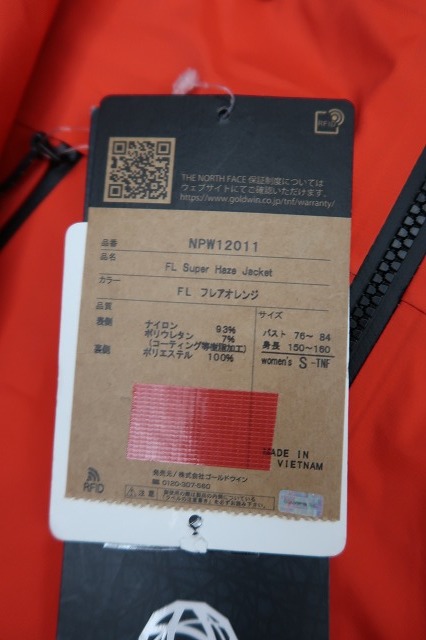 RFID
THE NORTH FACE 保証制度については
ウェブサイトにてご確認いただけます。
https://www.goldwin.co.jp/tnf/warranty/
品番 NPW12011
品名 FL Super Haze Jacket
カラー FL フレアオレンジ
品質
表側 ナイロン 93%
ポリウレタン 7%
(コーティング等樹脂加工)
裏側 ポリエステル 100%
サイズ
バスト 76〜 84
身長 150〜160
women's S -TNF
MADE IN
VIETNAM
発売元/株式会社ゴールドウイン
0120-307-560
RFID
注意